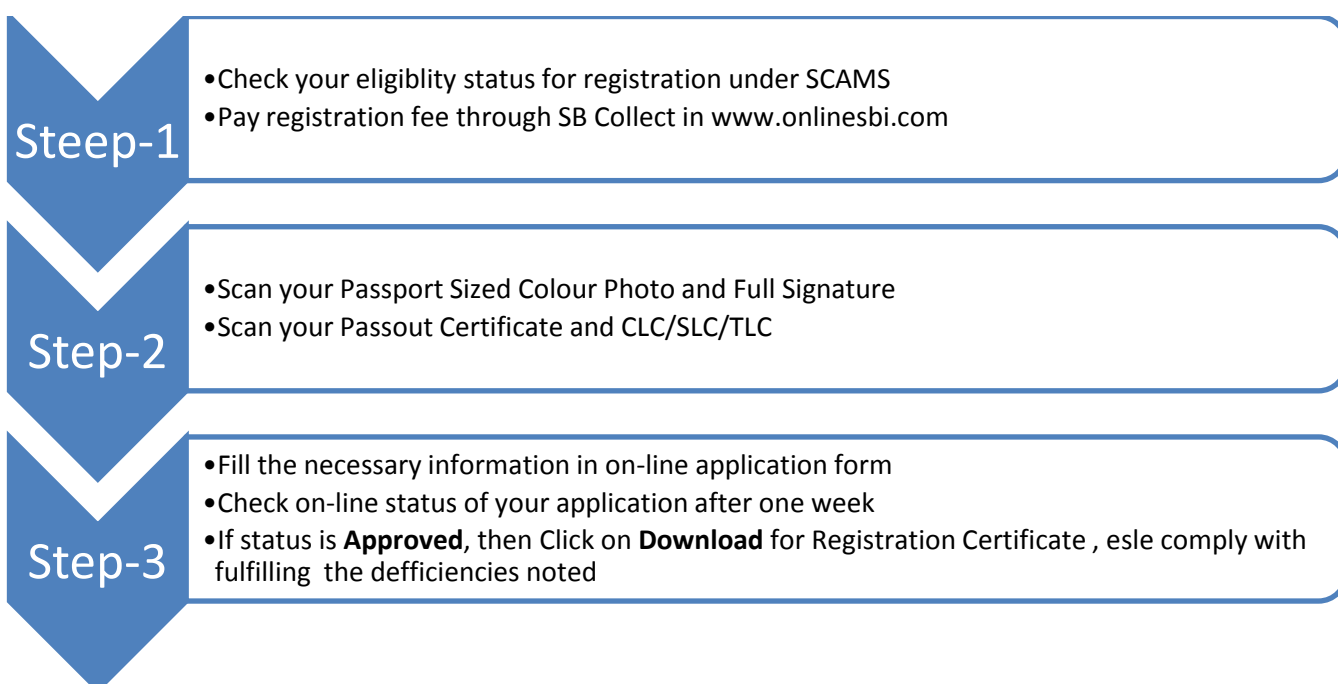 Steep-1
•Check your eligiblity status for registration under SCAMS
•Pay registration fee through SB Collect in www.onlinesbi.com
Step-2
•Scan your Passport Sized Colour Photo and Full Signature
•Scan your Passout Certificate and CLC/SLC/TLC
Step-3
•Fill the necessary information in on-line application form
•Check on-line status of your application after one week
•If status is Approved, then Click on Download for Registration Certificate , esle comply with
fulfilling the defficiencies noted